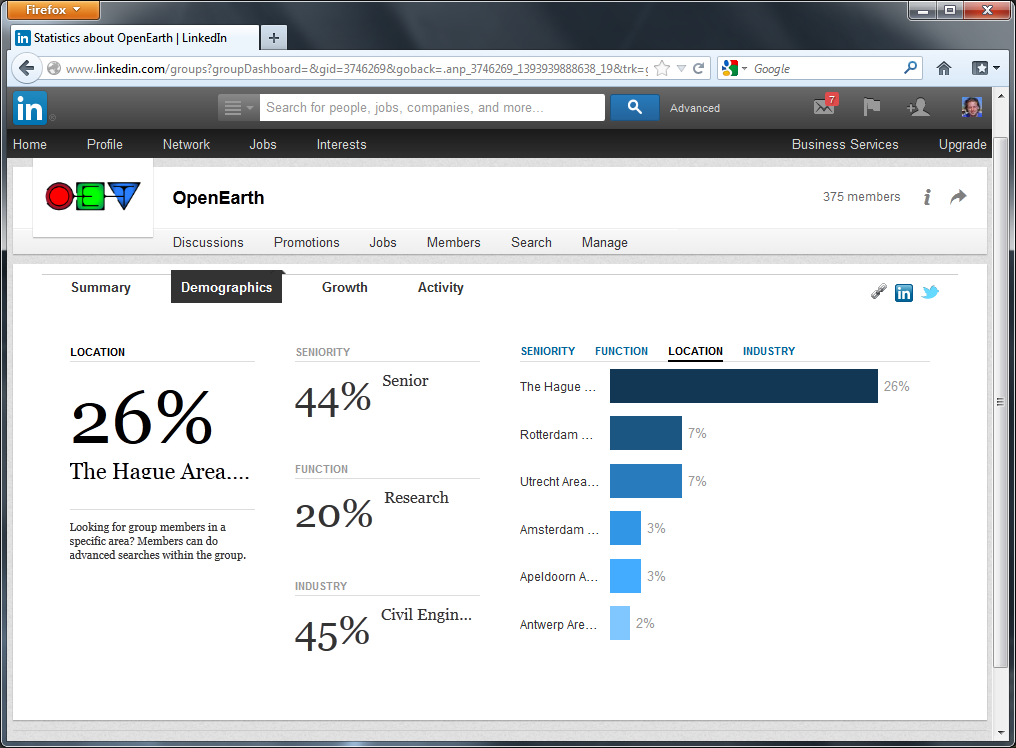 Firefox
Statistics about OpenEarth | LinkedIn
www.linkedin.com/groups?groupDashboard=&gid=3746269&goback=.anp_3746269_1393939888638_19&trk=g
Google
in
Search for people, jobs, companies, and more...
Advanced
7
Home Profile Network Jobs Interests Business Services Upgrade
OpenEarth
375 members
Discussions Promotions Jobs Members Search Manage
Summary Demographics Growth Activity
LOCATION
26%
The Hague Area....
Looking for group members in a
specific area? Members can do
advanced searches within the group.
SENIORITY
44% Senior
FUNCTION
20% Research
INDUSTRY
45% Civil Engin...
SENIORITY FUNCTION LOCATION INDUSTRY
The Hague ... 26%
Rotterdam ... 7%
Utrecht Area... 7%
Amsterdam ... 3%
Apeldoorn A... 3%
Antwerp Are... 2%